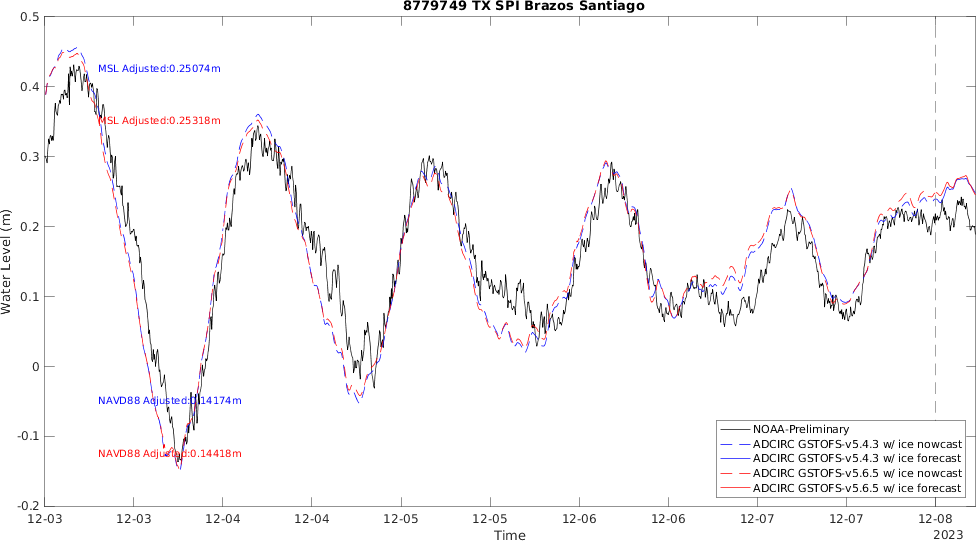 8779749 TX SPI Brazos Santiago
0.5
0.4
0.3
0.2
0.1
0
-0.1
-0.2
Water Level (m)
MSL Adjusted:0.25074m
MSL Adjusted:0.25318m
NAVD88 Adjusted:0.14174m
NAVD88 Adjusted:0.14418m
NOAA-Preliminary
ADCIRC GSTOFS-v5.4.3 w/ ice nowcast
ADCIRC GSTOFS-v5.4.3 w/ ice forecast
ADCIRC GSTOFS-v5.6.5 w/ ice nowcast
ADCIRC GSTOFS-v5.6.5 w/ ice forecast
12-03 12-03 12-04 12-04 12-05 12-05 12-06 12-06 12-07 12-07 12-08
Time
2023